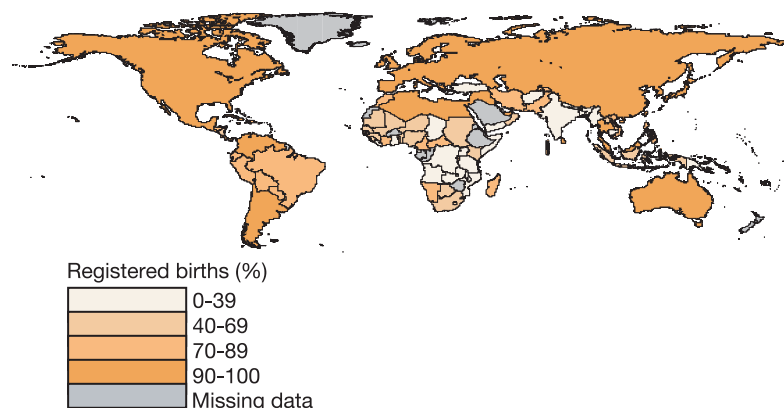 Registered births (%)
0-39
40-69
70-89
90-100
Missing data